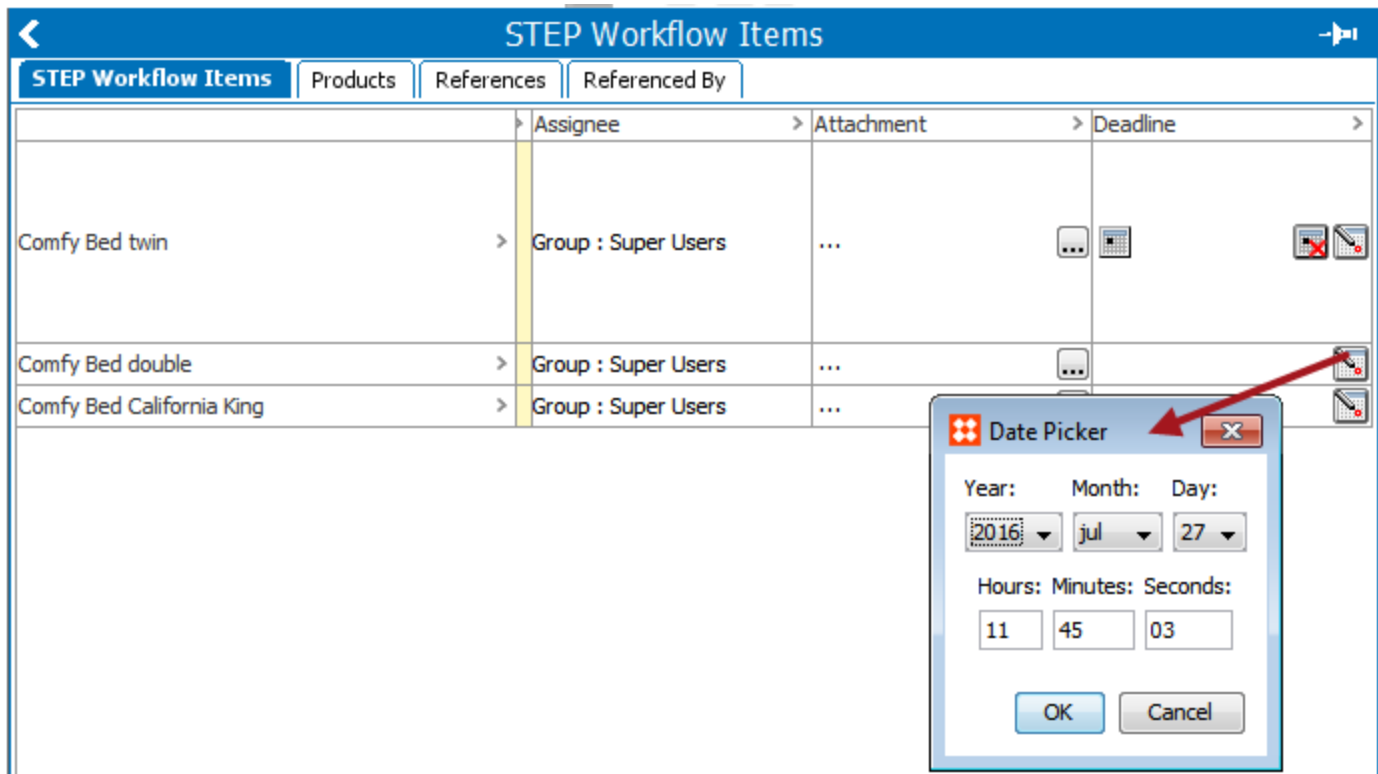 STEP Workflow Items
STEP Workflow Items Products References Referenced By
> Assignee > Attachment > Deadline >
Comfy Bed twin > Group : Super Users ... ...
Comfy Bed double > Group : Super Users ... ...
Comfy Bed California King > Group : Super Users ...
Date Picker
Year: Month: Day:
2016 jul 27
Hours: Minutes: Seconds:
11 45 03
OK Cancel